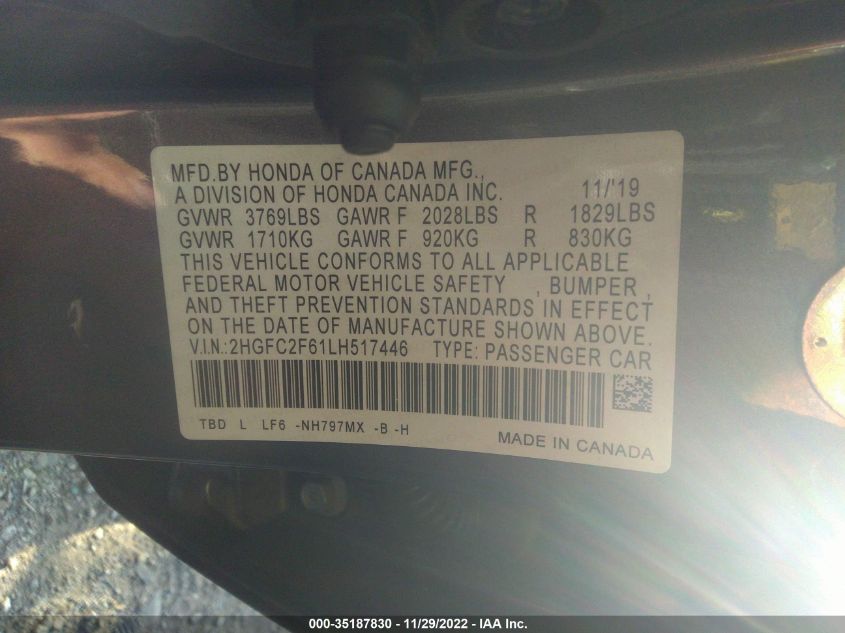 MFD.BY HONDA OF CANADA MFG.,
A DIVISION OF HONDA CANADA INC. 11/'19
GVWR 3769LBS GAWR F 2028LBS R 1829LBS
GVWR 1710KG GAWR F 920KG R 830KG
THIS VEHICLE CONFORMS TO ALL APPLICABLE
FEDERAL MOTOR VEHICLE SAFETY , BUMPER ,
AND THEFT PREVENTION STANDARDS IN EFFECT
ON THE DATE OF MANUFACTURE SHOWN ABOVE.
V.I.N.: 2HGFC2F61LH517446 TYPE: PASSENGER CAR
TBD L LF6 -NH797MX -B -H
MADE IN CANADA
000-35187830 - 11/29/2022 - IAA Inc.